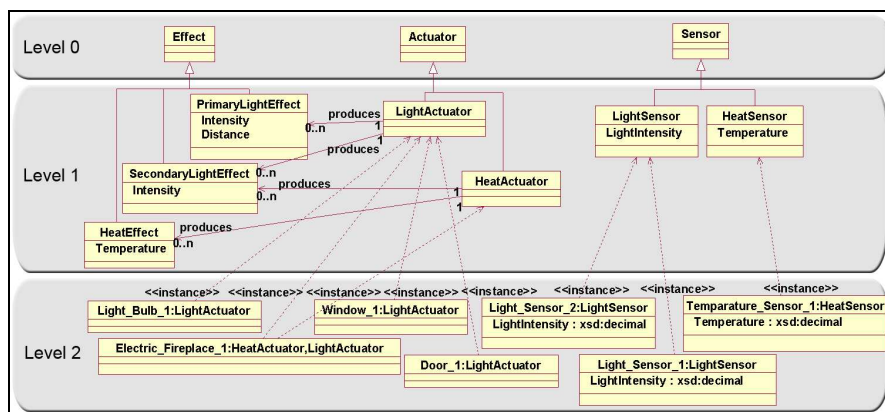 Level 0
Effect
Actuator
Sensor
Level 1
PrimaryLightEffect
Intensity
Distance
produces
0..n
1
LightActuator
produces
0..n
1
LightSensor
LightIntensity
HeatSensor
Temperature
SecondaryLightEffect
Intensity
produces
0..n
1
HeatActuator
HeatEffect
Temperature
produces
0..n
1
<<instance>> <<instance>> <<instance>> <<instance>> <<instance>> <<instance>> <<instance>>
Level 2
Light_Bulb_1:LightActuator
Window_1:LightActuator
Light_Sensor_2:LightSensor
LightIntensity : xsd:decimal
Temparature_Sensor_1:HeatSensor
Temperature : xsd:decimal
Electric_Fireplace_1:HeatActuator,LightActuator
Door_1:LightActuator
Light_Sensor_1:LightSensor
LightIntensity : xsd:decimal